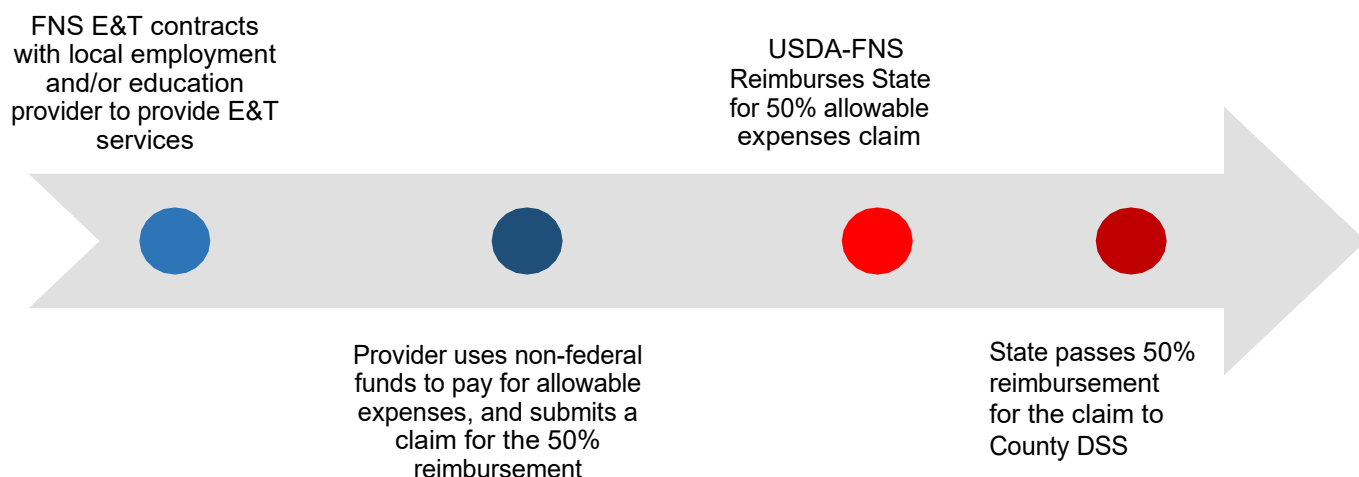 FNS E&T contracts
with local employment
and/or education
provider to provide E&T
services
Provider uses non-federal
funds to pay for allowable
expenses, and submits a
claim for the 50%
reimbursement
USDA-FNS
Reimburses State
for 50% allowable
expenses claim
State passes 50%
reimbursement
for the claim to
County DSS